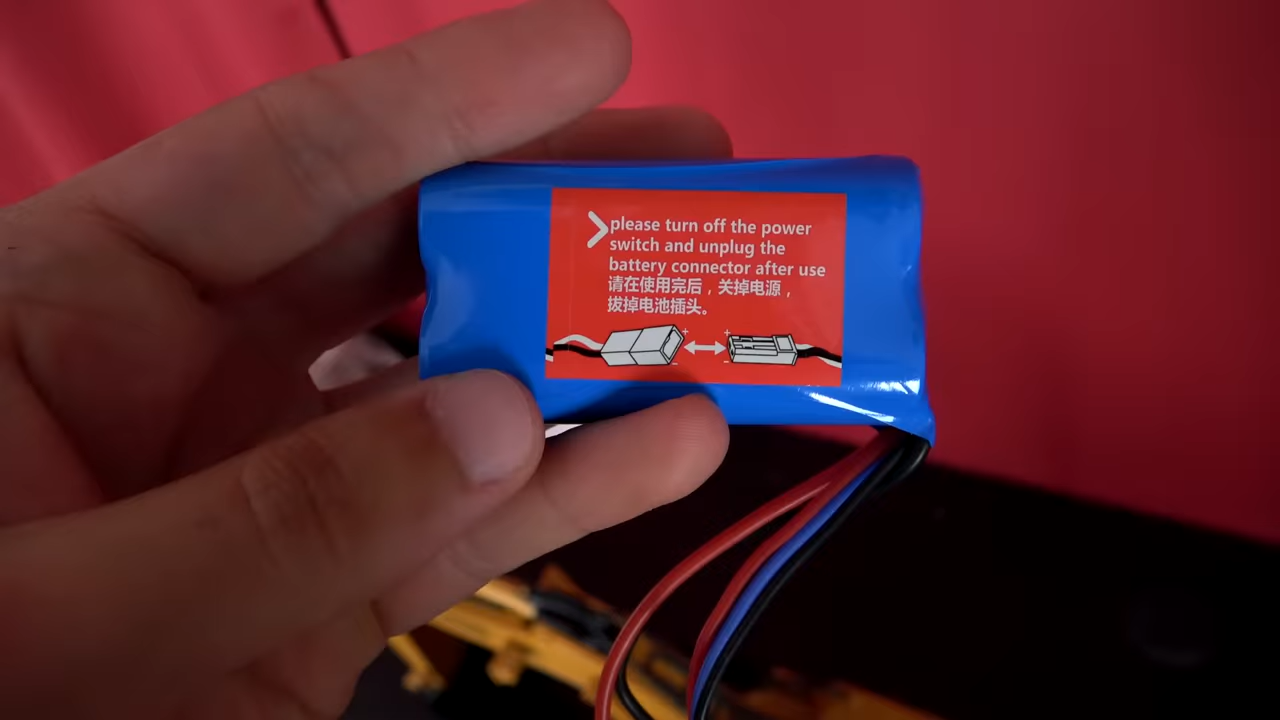 please turn off the power
switch and unplug the
battery connector after use
请在使用完后，关掉电源，
拔掉电池插头。
+ +
- -